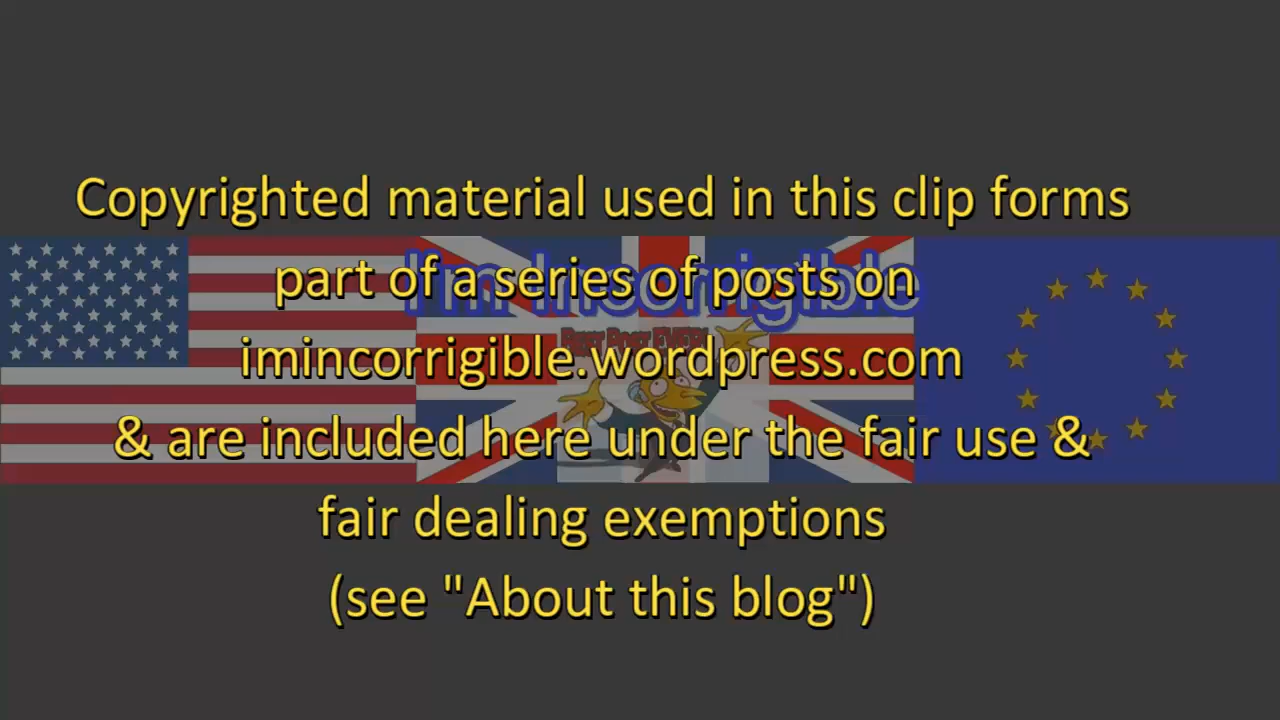 Copyrighted material used in this clip forms
part of a series of posts on
I'm Incorrigible
imincorrigible.wordpress.com
& are included here under the fair use &
fair dealing exemptions
(see "About this blog")